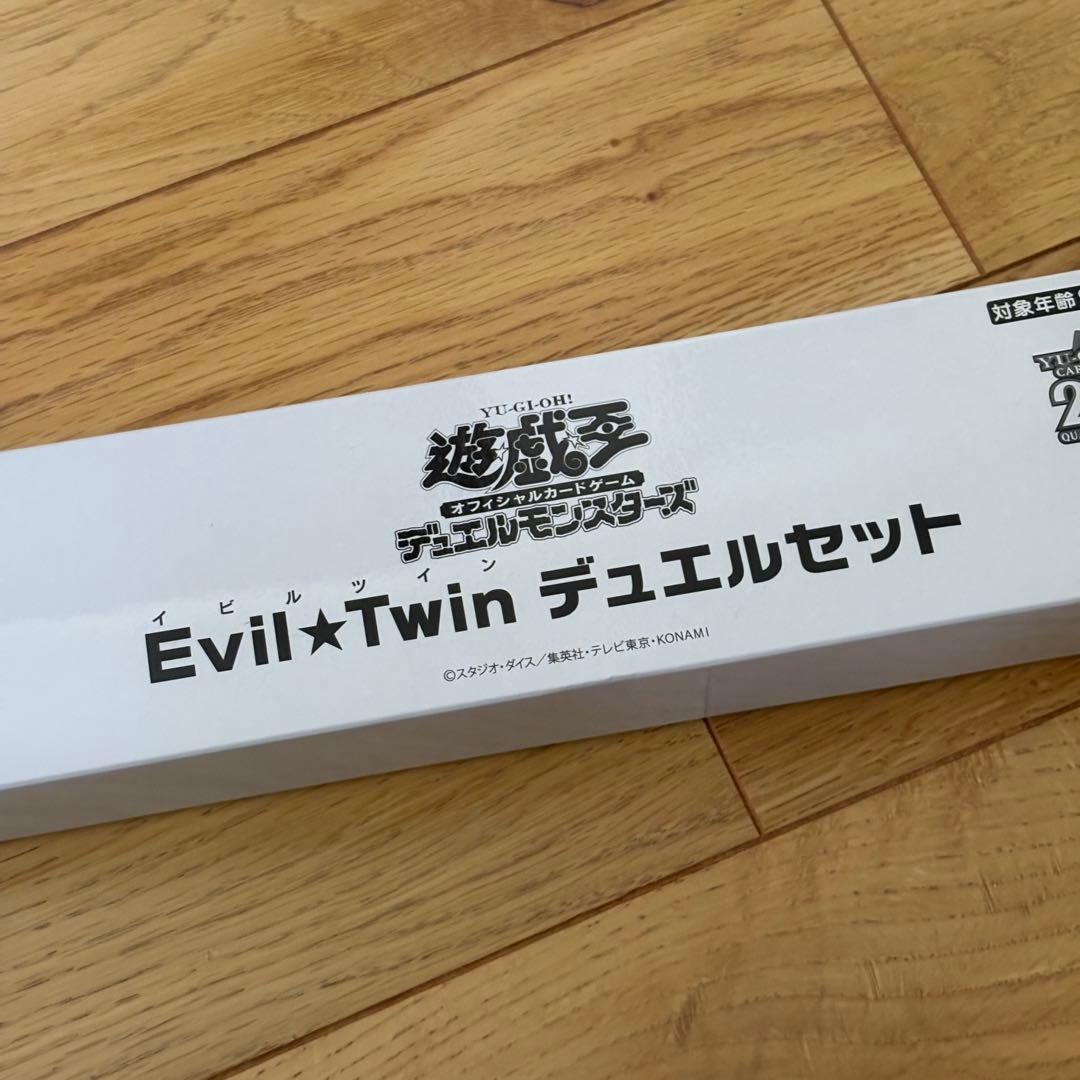 対象年齢
YU-GI-OH!
遊☆戯☆王
オフィシャルカードゲーム
デュエルモンスターズ
イビルツイン
Evil★Twin デュエルセット
©スタジオ・ダイス／集英社・テレビ東京・KONAMI